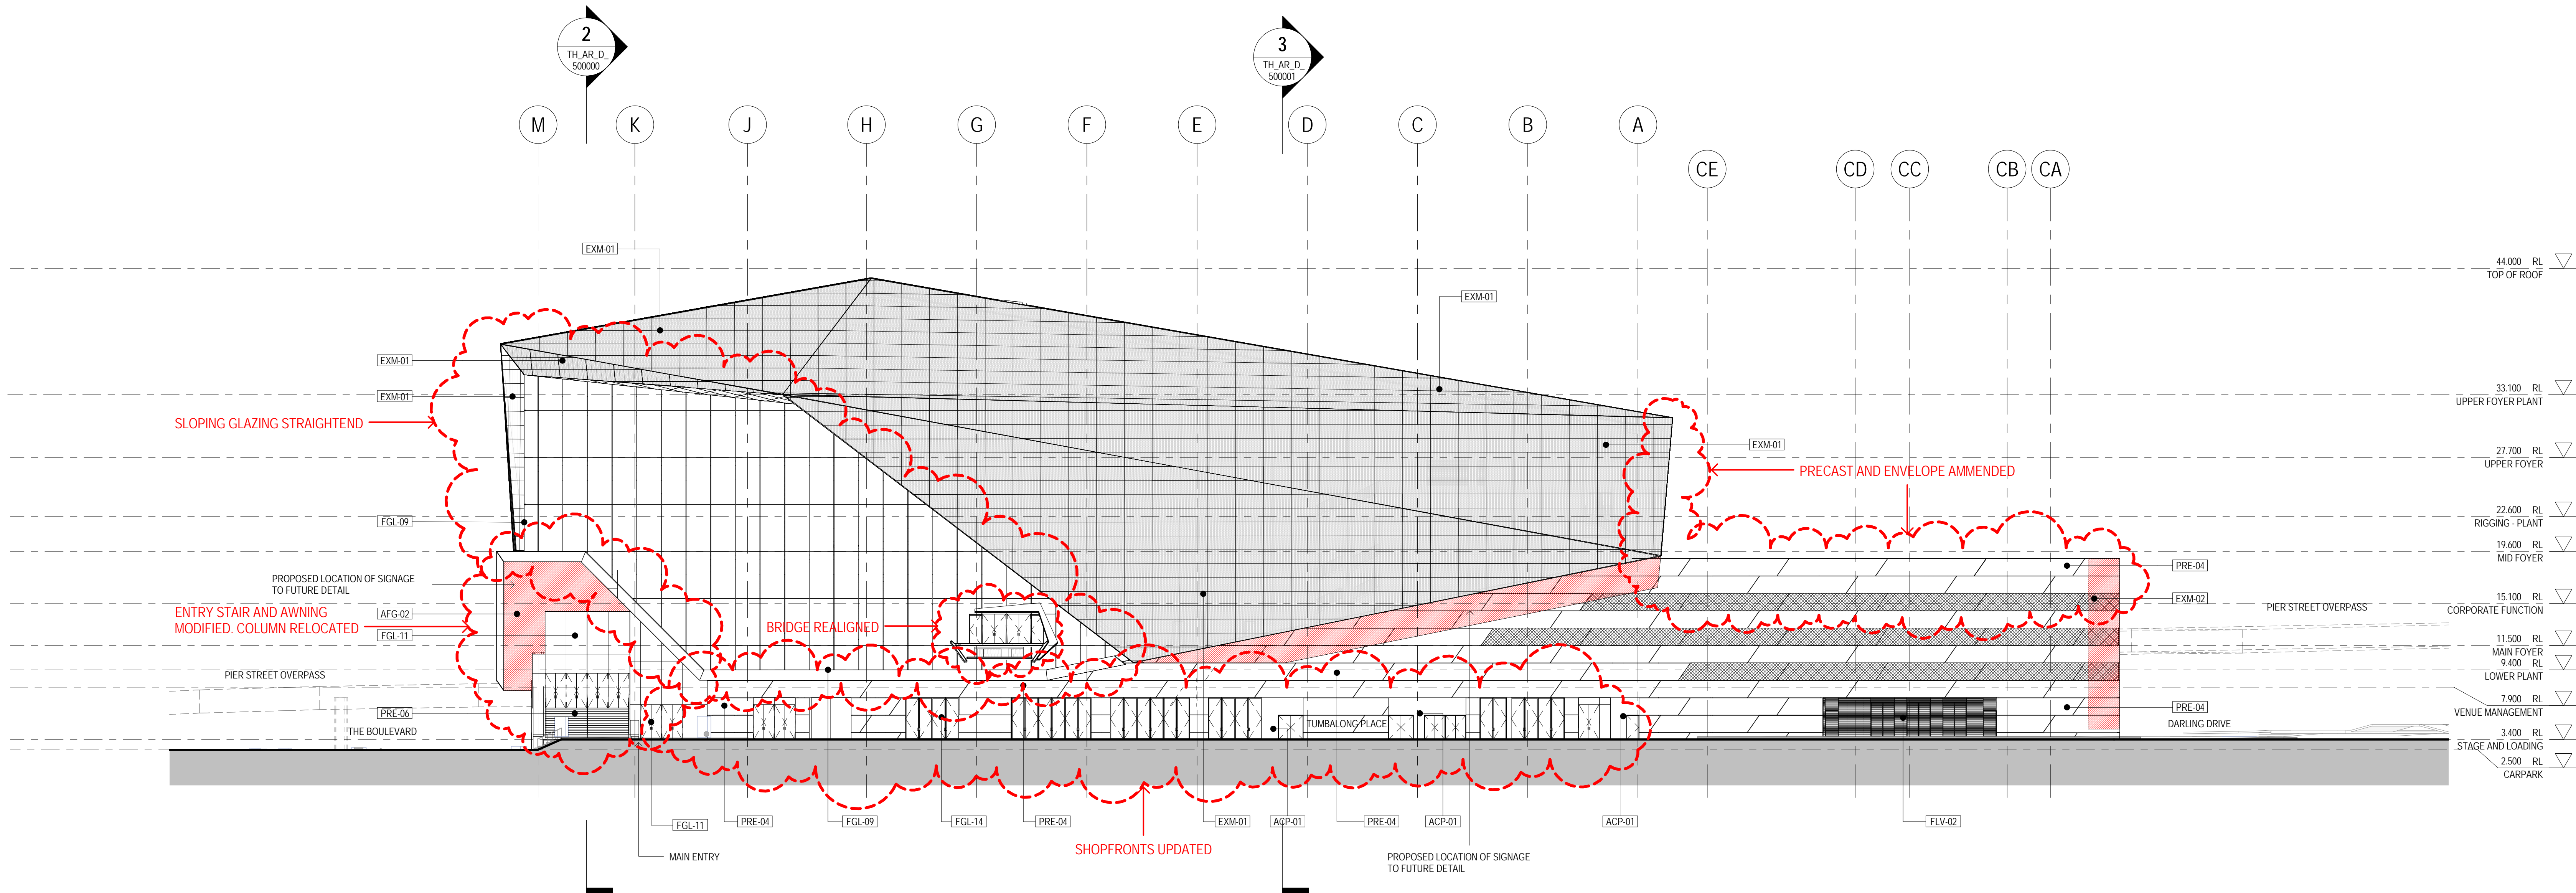 2
TH_AR_D_
500000
3
TH_AR_D_
500001
M
K
J
H
G
F
E
D
C
B
A
CE
CD
CC
CB
CA
EXM-01
44.000 RL
TOP OF ROOF
EXM-01
EXM-01
EXM-01
33.100 RL
UPPER FOYER PLANT
SLOPING GLAZING STRAIGHTEND
EXM-01
27.700 RL
UPPER FOYER
PRECAST AND ENVELOPE AMMENDED
FGL-09
22.600 RL
RIGGING - PLANT
19.600 RL
MID FOYER
PRE-04
PROPOSED LOCATION OF SIGNAGE
TO FUTURE DETAIL
EXM-02
15.100 RL
CORPORATE FUNCTION
PIER STREET OVERPASS
AFG-02
ENTRY STAIR AND AWNING
MODIFIED. COLUMN RELOCATED
BRIDGE REALIGNED
FGL-11
11.500 RL
MAIN FOYER
9.400 RL
LOWER PLANT
PIER STREET OVERPASS
7.900 RL
VENUE MANAGEMENT
PRE-06
PRE-04
THE BOULEVARD
TUMBALONG PLACE
DARLING DRIVE
3.400 RL
STAGE AND LOADING
2.500 RL
CARPARK
FGL-11
PRE-04
FGL-09
FGL-14
PRE-04
EXM-01
ACP-01
PRE-04
ACP-01
ACP-01
FLV-02
SHOPFRONTS UPDATED
MAIN ENTRY
PROPOSED LOCATION OF SIGNAGE
TO FUTURE DETAIL